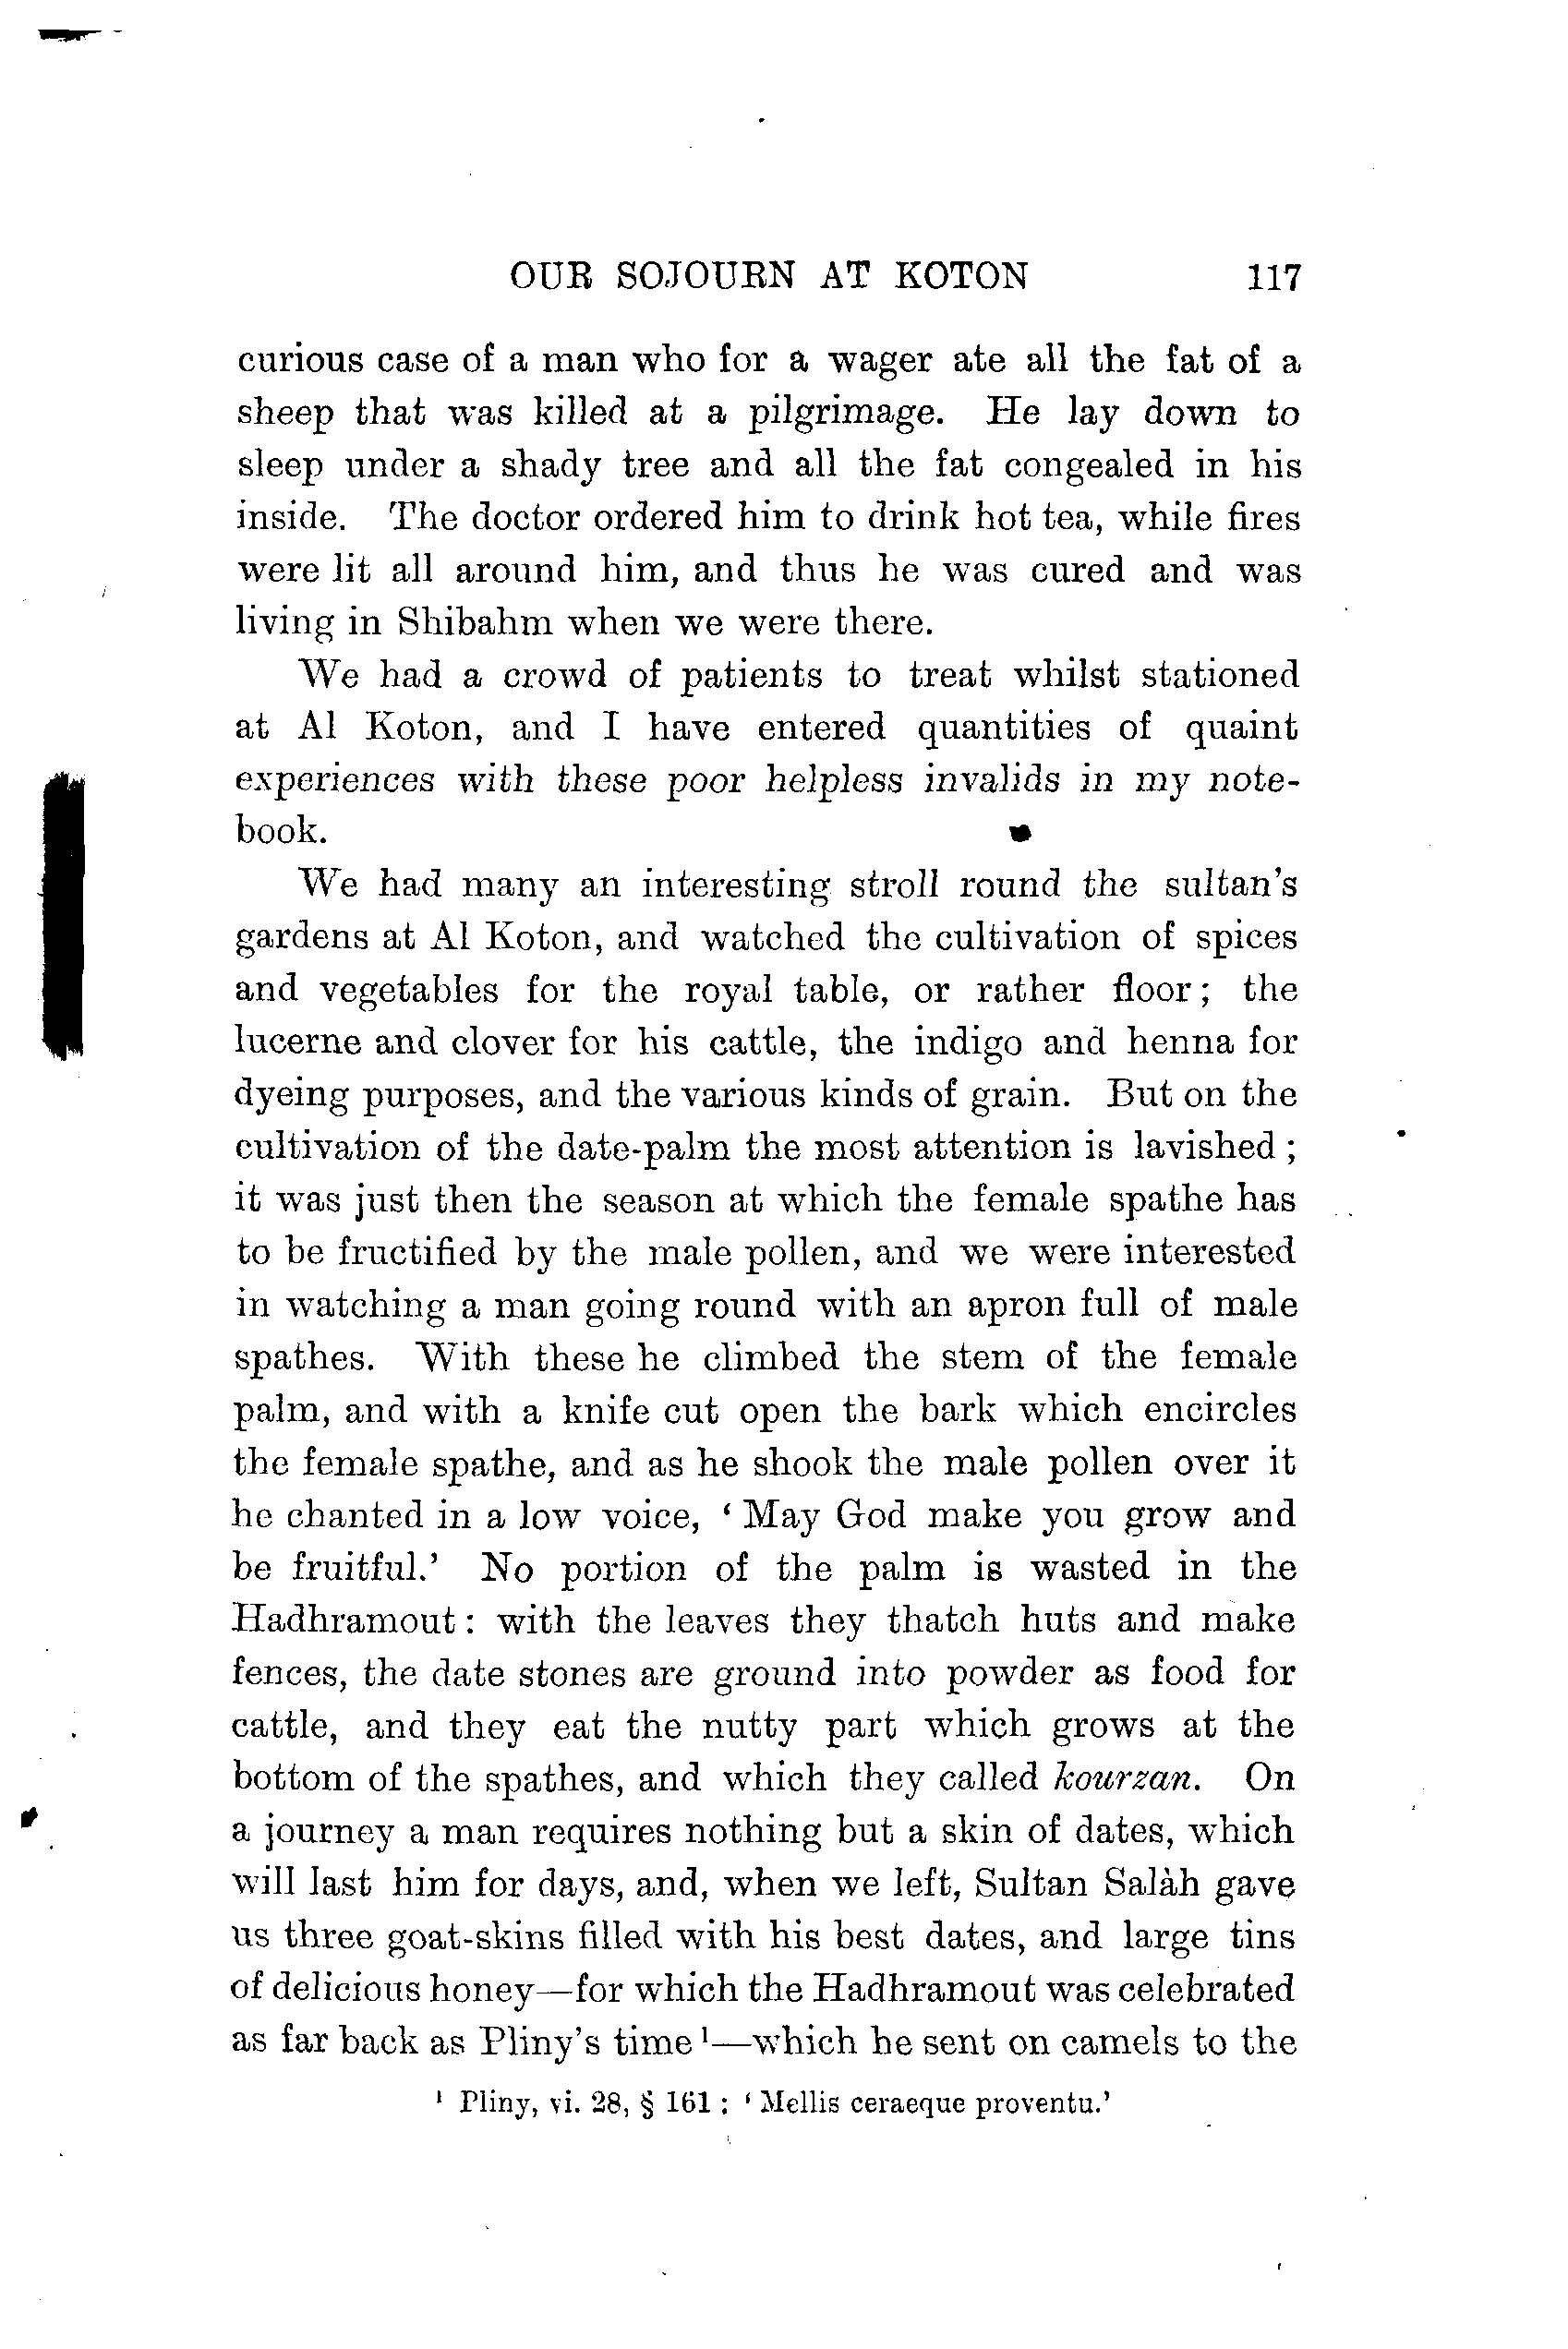 OUR SOJOURN AT KOTON 117
curious case of a man who for a wager ate all the fat of a
sheep that was killed at a pilgrimage. He lay down to
sleep under a shady tree and all the fat congealed in his
inside. The doctor ordered him to drink hot tea, while fires
were lit all around him, and thus he was cured and was
living in Shibahm when we were there.
We had a crowd of patients to treat whilst stationed
at Al Koton, and I have entered quantities of quaint
experiences with these poor helpless invalids in my note-
book.
We had many an interesting stroll round the sultan's
gardens at Al Koton, and watched the cultivation of spices
and vegetables for the royal table, or rather floor; the
lucerne and clover for his cattle, the indigo and henna for
dyeing purposes, and the various kinds of grain. But on the
cultivation of the date-palm the most attention is lavished;
it was just then the season at which the female spathe has
to be fructified by the male pollen, and we were interested
in watching a man going round with an apron full of male
spathes. With these he climbed the stem of the female
palm, and with a knife cut open the bark which encircles
the female spathe, and as he shook the male pollen over it
he chanted in a low voice, 'May God make you grow and
be fruitful.' No portion of the palm is wasted in the
Hadhramout: with the leaves they thatch huts and make
fences, the date stones are ground into powder as food for
cattle, and they eat the nutty part which grows at the
bottom of the spathes, and which they called kourzan. On
a journey a man requires nothing but a skin of dates, which
will last him for days, and, when we left, Sultan Salàh gave
us three goat-skins filled with his best dates, and large tins
of delicious honey—for which the Hadhramout was celebrated
as far back as Pliny's time ¹—which he sent on camels to the
¹ Pliny, vi. 28, § 161: 'Mellis ceraeque proventu.'